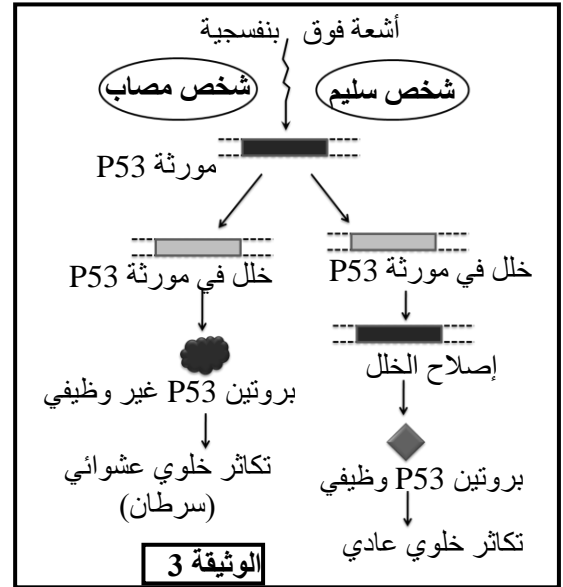 أشعة فوق بنفسجية
شخص سليم
شخص مصاب
مورثة P53
خلل في مورثة P53
خلل في مورثة P53
إصلاح الخلل
بروتين P53 غير وظيفي
بروتين P53 وظيفي
تكاثر خلوي عشوائي
(سرطان)
تكاثر خلوي عادي
الوثيقة 3